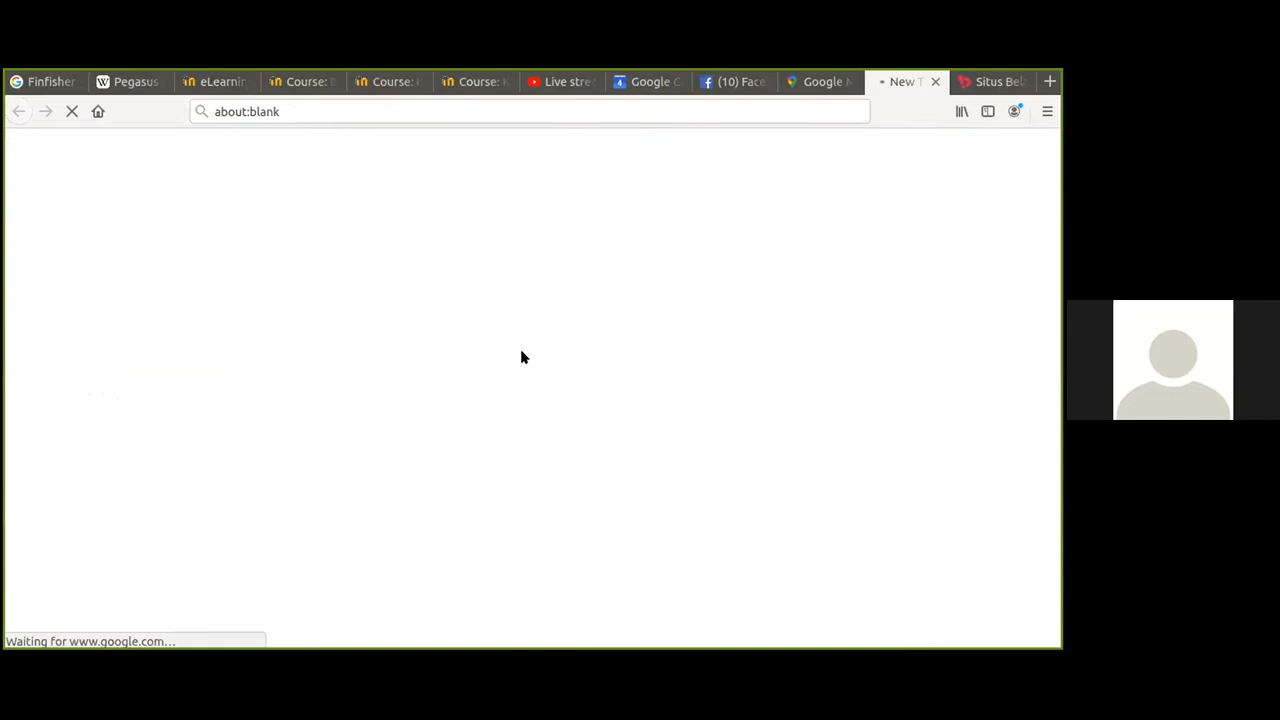 Finfisher Pegasus eLearnin Course: Course: Course: Live stre Google (10) Face Google New T Situs Bel
about:blank
Waiting for www.google.com...